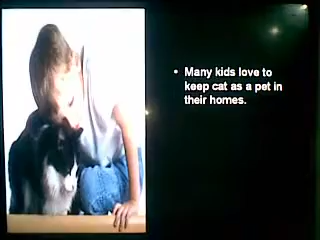 • Many kids love to
keep cat as a pet in
their homes.